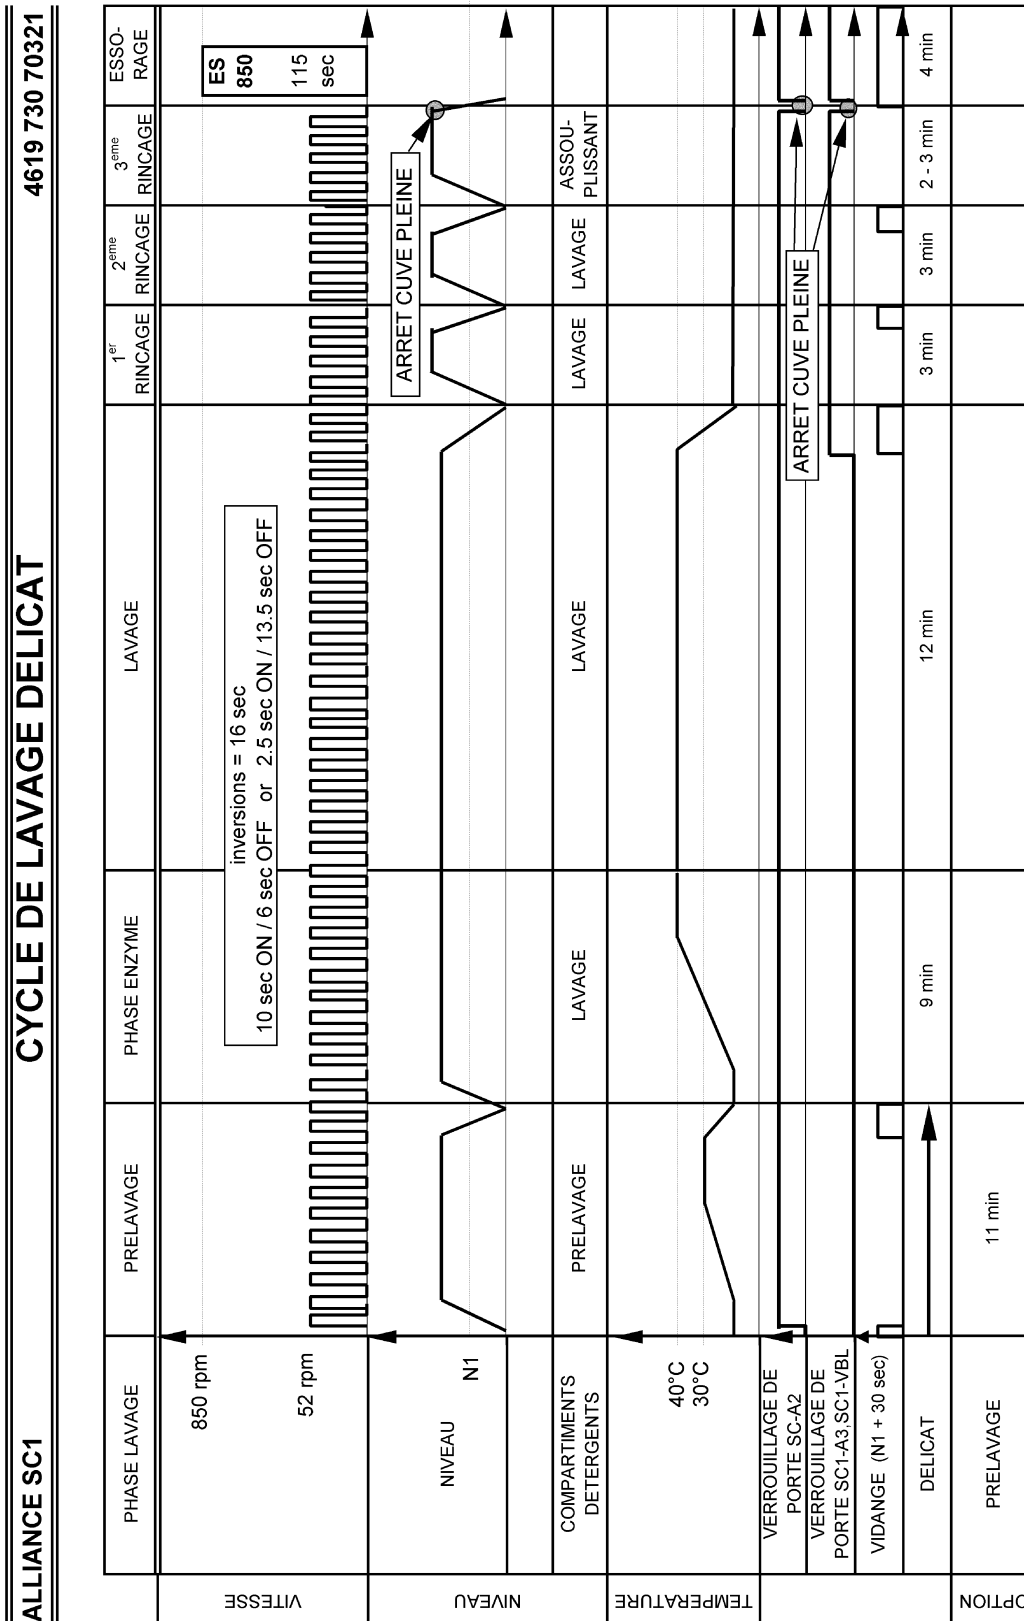 ALLIANCE SC1
CYCLE DE LAVAGE DELICAT
4619 730 70321
PHASE LAVAGE
PRELAVAGE
PHASE ENZYME
LAVAGE
1er
RINCAGE
2eme
RINCAGE
3eme
RINCAGE
ESSO-
RAGE
VITESSE
850 rpm
52 rpm
inversions = 16 sec
10 sec ON / 6 sec OFF or 2.5 sec ON / 13.5 sec OFF
ES
850
115
sec
NIVEAU
NIVEAU
N1
ARRET CUVE PLEINE
COMPARTIMENTS
DETERGENTS
PRELAVAGE
LAVAGE
LAVAGE
LAVAGE
LAVAGE
ASSOU-
PLISSANT
TEMPERATURE
40°C
30°C
VERROUILLAGE DE
PORTE SC-A2
VERROUILLAGE DE
PORTE SC1-A3,SC1-VBL
ARRET CUVE PLEINE
VIDANGE (N1 + 30 sec)
DELICAT
9 min
12 min
3 min
3 min
2 - 3 min
4 min
OPTION
PRELAVAGE
11 min